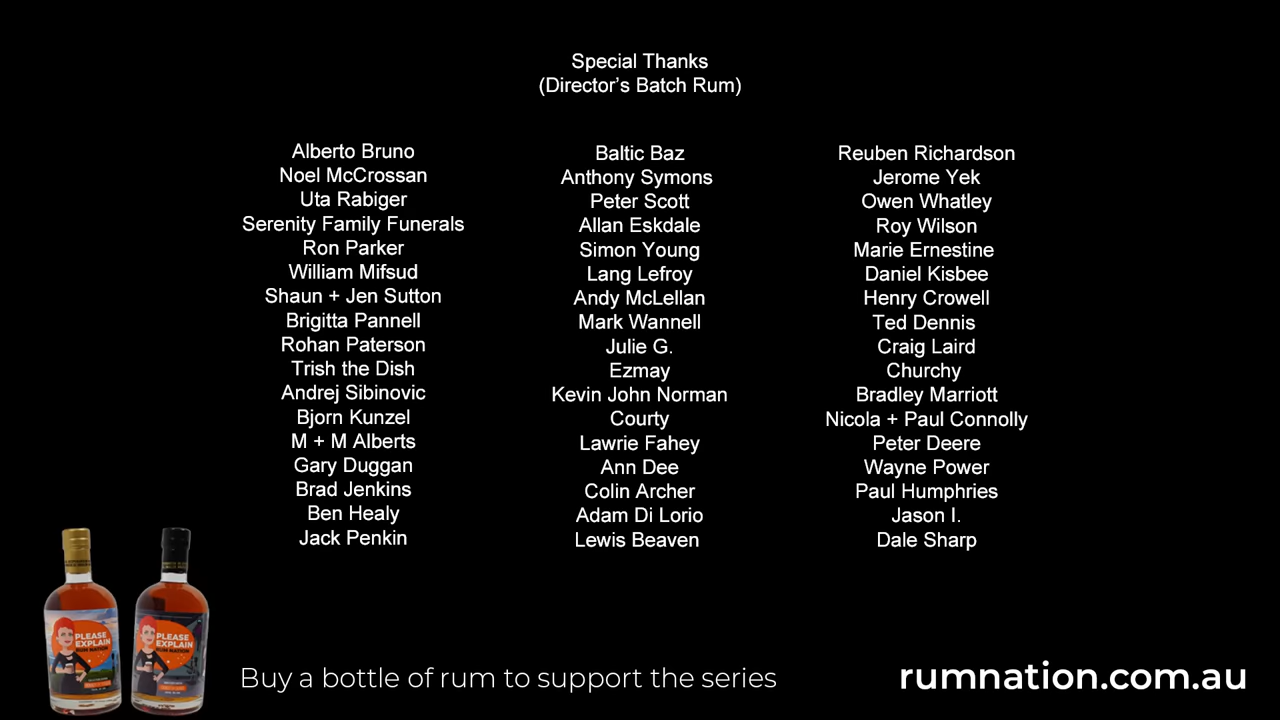 Special Thanks
(Director's Batch Rum)
Alberto Bruno
Noel McCrossan
Uta Rabiger
Serenity Family Funerals
Ron Parker
William Mifsud
Shaun + Jen Sutton
Brigitta Pannell
Rohan Paterson
Trish the Dish
Andrej Sibinovic
Bjorn Kunzel
M + M Alberts
Gary Duggan
Brad Jenkins
Ben Healy
Jack Penkin
Baltic Baz
Anthony Symons
Peter Scott
Allan Eskdale
Simon Young
Lang Lefroy
Andy McLellan
Mark Wannell
Julie G.
Ezmay
Kevin John Norman
Courty
Lawrie Fahey
Ann Dee
Colin Archer
Adam Di Lorio
Lewis Beaven
Reuben Richardson
Jerome Yek
Owen Whatley
Roy Wilson
Marie Ernestine
Daniel Kisbee
Henry Crowell
Ted Dennis
Craig Laird
Churchy
Bradley Marriott
Nicola + Paul Connolly
Peter Deere
Wayne Power
Paul Humphries
Jason I.
Dale Sharp
PLEASE
EXPLAIN
RUM NATION
PLEASE
EXPLAIN
RUM NATION
Buy a bottle of rum to support the series
rumnation.com.au